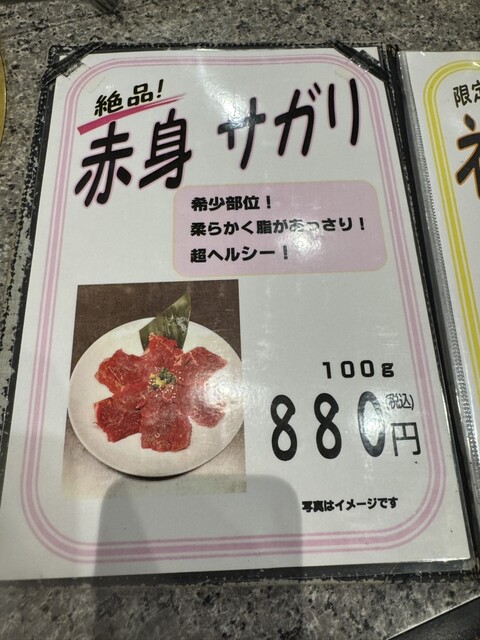 絶品!
赤身 サガリ
希少部位!
柔らかく脂があっさり!
超ヘルシー!
100g
880円
(税込)
写真はイメージです
限定